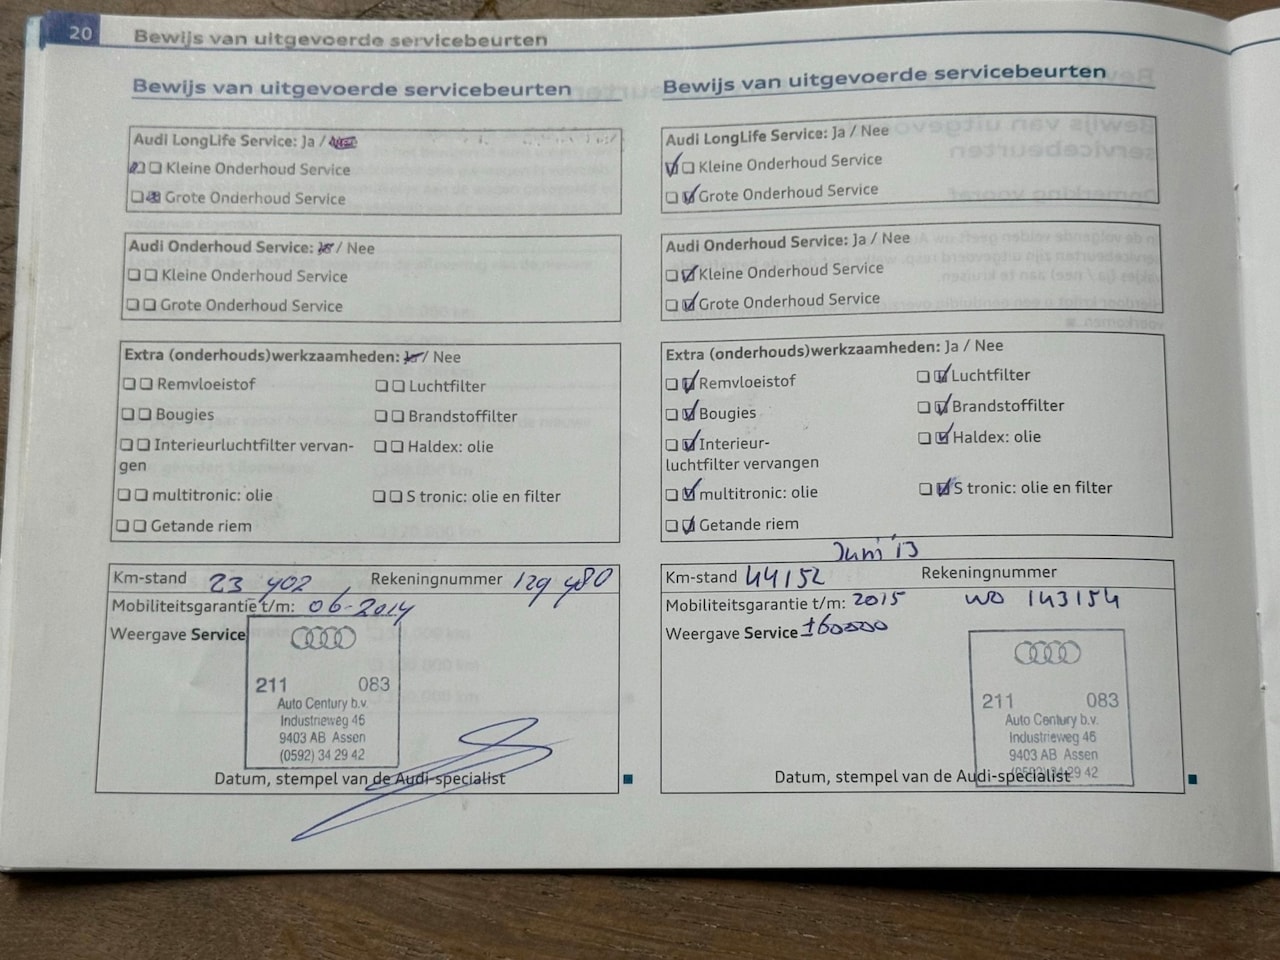 20
Bewijs van uitgevoerde servicebeurten
Bewijs van uitgevoerde servicebeurten
Audi LongLife Service: Ja / Nee
Kleine Onderhoud Service
Grote Onderhoud Service
Audi Onderhoud Service: Ja / Nee
Kleine Onderhoud Service
Grote Onderhoud Service
Extra (onderhouds)werkzaamheden: Ja / Nee
Remvloeistof
Luchtfilter
Bougies
Brandstoffilter
Interieurluchtfilter vervan-
gen
Haldex: olie
multitronic: olie
S tronic: olie en filter
Getande riem
Km-stand 23 402 Rekeningnummer 129 480
Mobiliteitsgarantie t/m: 06-2014
Weergave Service
211 083
Auto Century b.v.
Industrieweg 46
9403 AB Assen
(0592) 34 29 42
Datum, stempel van de Audi-specialist
Bewijs van uitgevoerde servicebeurten
Audi LongLife Service: Ja / Nee
Kleine Onderhoud Service
Grote Onderhoud Service
Audi Onderhoud Service: Ja / Nee
Kleine Onderhoud Service
Grote Onderhoud Service
Extra (onderhouds)werkzaamheden: Ja / Nee
Remvloeistof
Luchtfilter
Bougies
Brandstoffilter
Interieur-
luchtfilter vervangen
Haldex: olie
multitronic: olie
S tronic: olie en filter
Getande riem
Juni '13
Km-stand 44152 Rekeningnummer
Mobiliteitsgarantie t/m: 2015 WO 143154
Weergave Service ±60000
211 083
Auto Century b.v.
Industrieweg 46
9403 AB Assen
(0592) 34 29 42
Datum, stempel van de Audi-specialist